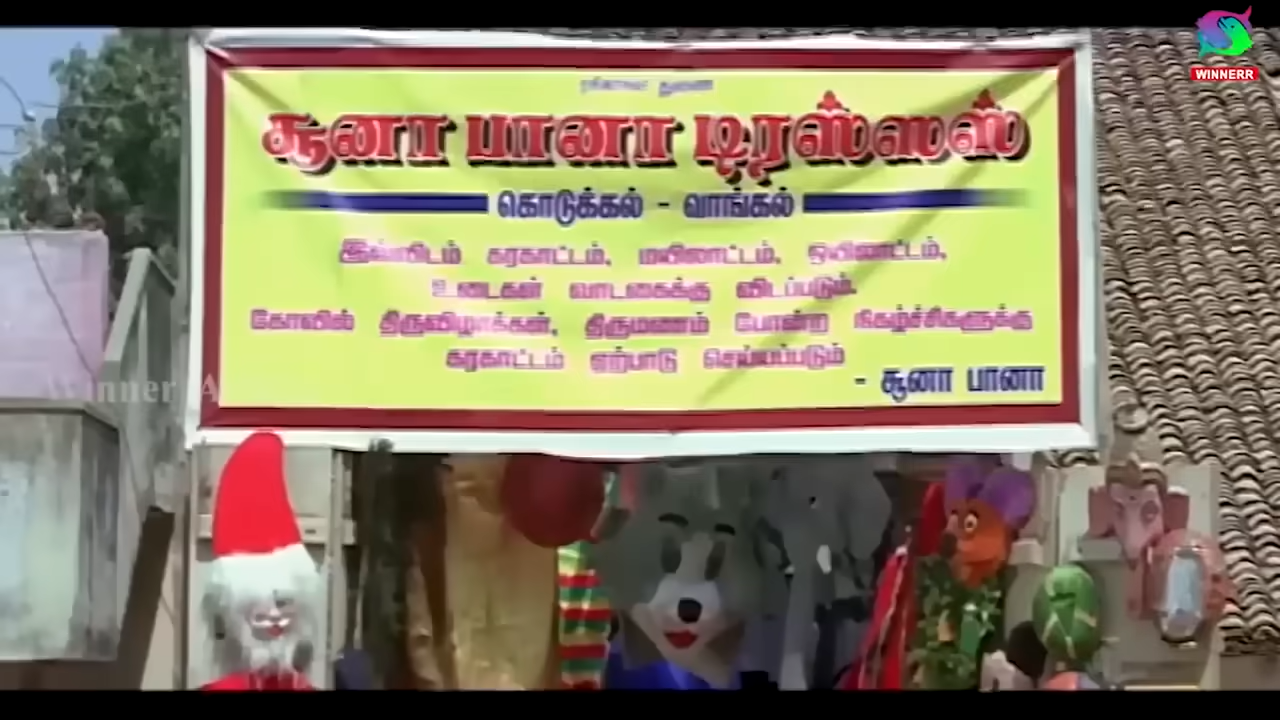 WINNERR
துணை
சூனா பானா டிரஸ்ஸஸ்
கொடுக்கல் - வாங்கல்
இவ்விடம் கரகாட்டம், மயிலாட்டம், ஒயிலாட்டம்,
உடைகள் வாடகைக்கு விடப்படும்.
கோவில் திருவிழாக்கள், திருமணம் போன்ற நிகழ்ச்சிகளுக்கு
கரகாட்டம் ஏற்பாடு செய்யப்படும்
- சூனா பானா
Winner